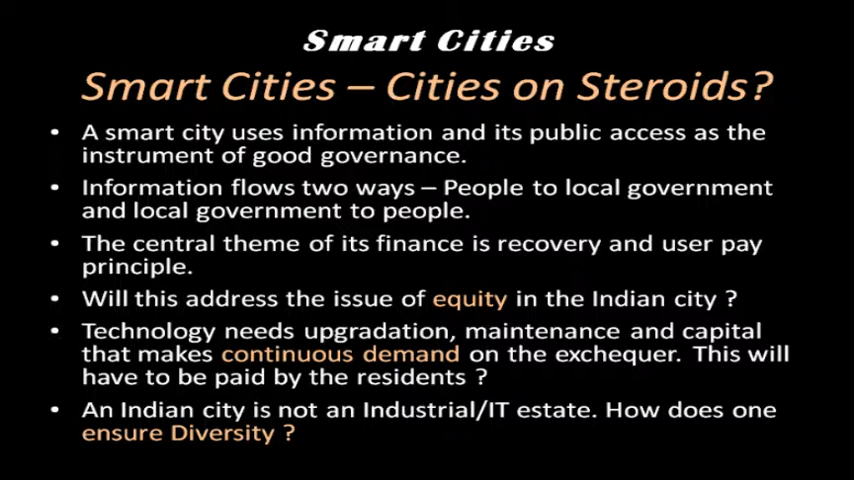 Smart Cities
Smart Cities – Cities on Steroids?
• A smart city uses information and its public access as the
instrument of good governance.
• Information flows two ways – People to local government
and local government to people.
• The central theme of its finance is recovery and user pay
principle.
• Will this address the issue of equity in the Indian city ?
• Technology needs upgradation, maintenance and capital
that makes continuous demand on the exchequer. This will
have to be paid by the residents ?
• An Indian city is not an Industrial/IT estate. How does one
ensure Diversity ?